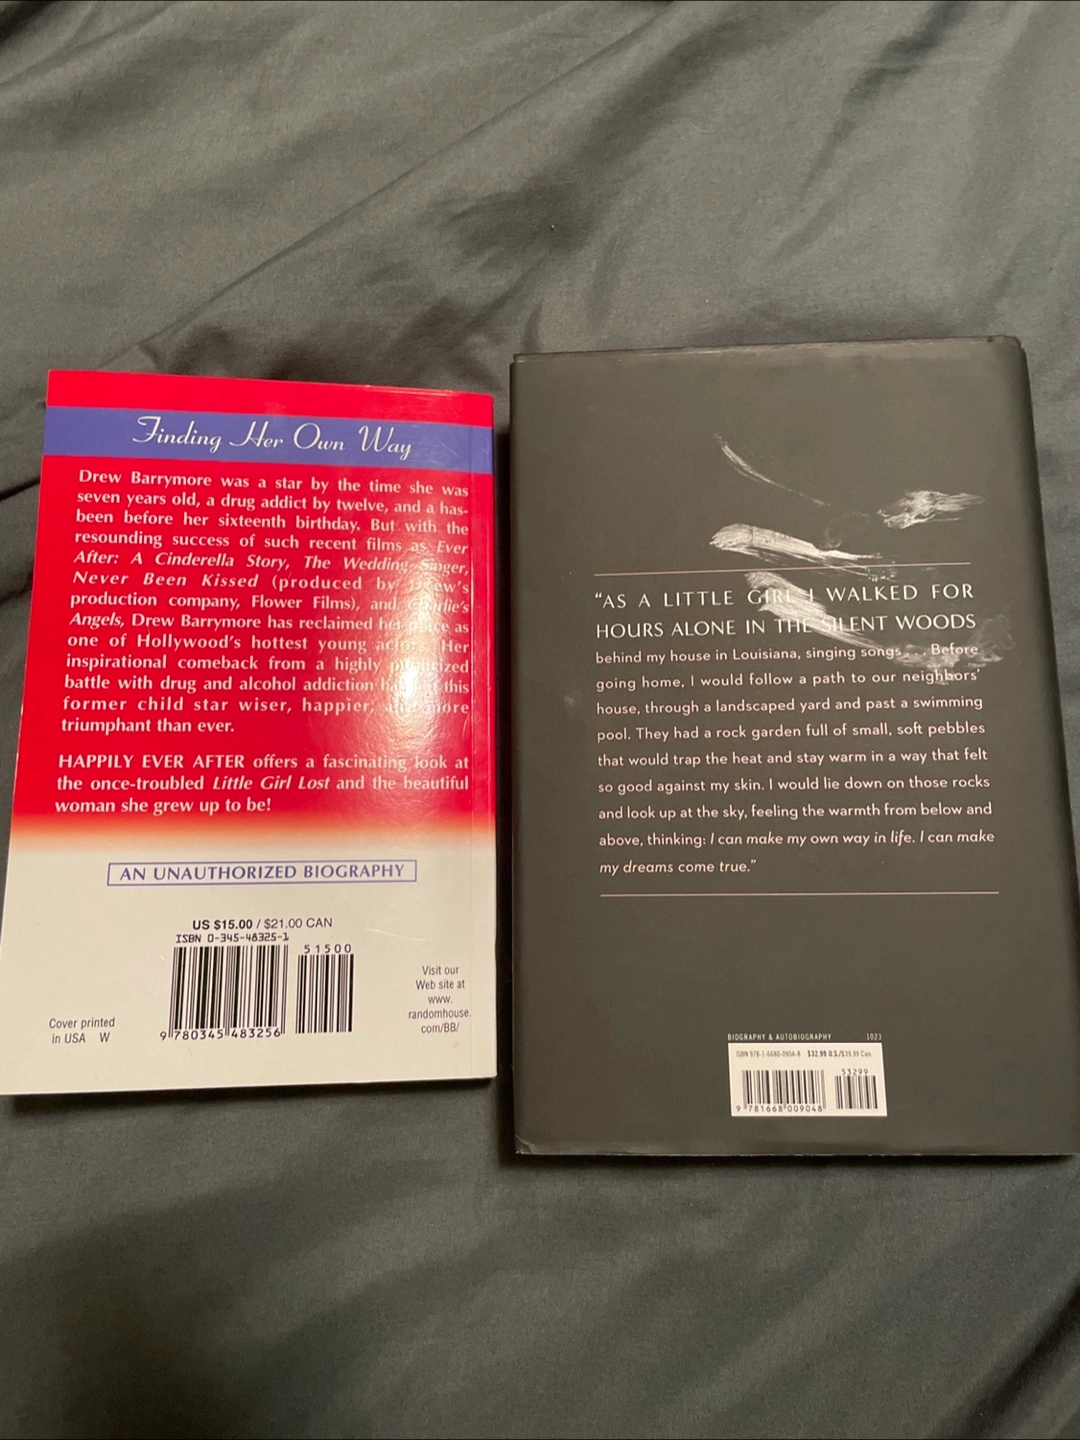 Finding Her Own Way
Drew Barrymore was a star by the time she was
seven years old, a drug addict by twelve, and a has-
been before her sixteenth birthday. But with the
resounding success of such recent films as Ever
After: A Cinderella Story, The Wedding Singer,
Never Been Kissed (produced by Drew's
production company, Flower Films), and Charlie's
Angels, Drew Barrymore has reclaimed her place as
one of Hollywood's hottest young actors. Her
inspirational comeback from a highly publicized
battle with drug and alcohol addiction has left this
former child star wiser, happier, and more
triumphant than ever.
HAPPILY EVER AFTER offers a fascinating look at
the once-troubled Little Girl Lost and the beautiful
woman she grew up to be!
AN UNAUTHORIZED BIOGRAPHY
US $15.00 / $21.00 CAN
ISBN 0-345-48325-1
51500
9 780345 483256
Cover printed
in USA W
Visit our
Web site at
www.
randomhouse.
com/BB/
"AS A LITTLE GIRL I WALKED FOR
HOURS ALONE IN THE SILENT WOODS
behind my house in Louisiana, singing songs . . . Before
going home, I would follow a path to our neighbors'
house, through a landscaped yard and past a swimming
pool. They had a rock garden full of small, soft pebbles
that would trap the heat and stay warm in a way that felt
so good against my skin. I would lie down on those rocks
and look up at the sky, feeling the warmth from below and
above, thinking: I can make my own way in life. I can make
my dreams come true."
BIOGRAPHY & AUTOBIOGRAPHY 1023
ISBN 978-1-6680-0904-8 $32.99 U.S./$39.99 Can.
53299
9 781668 009048